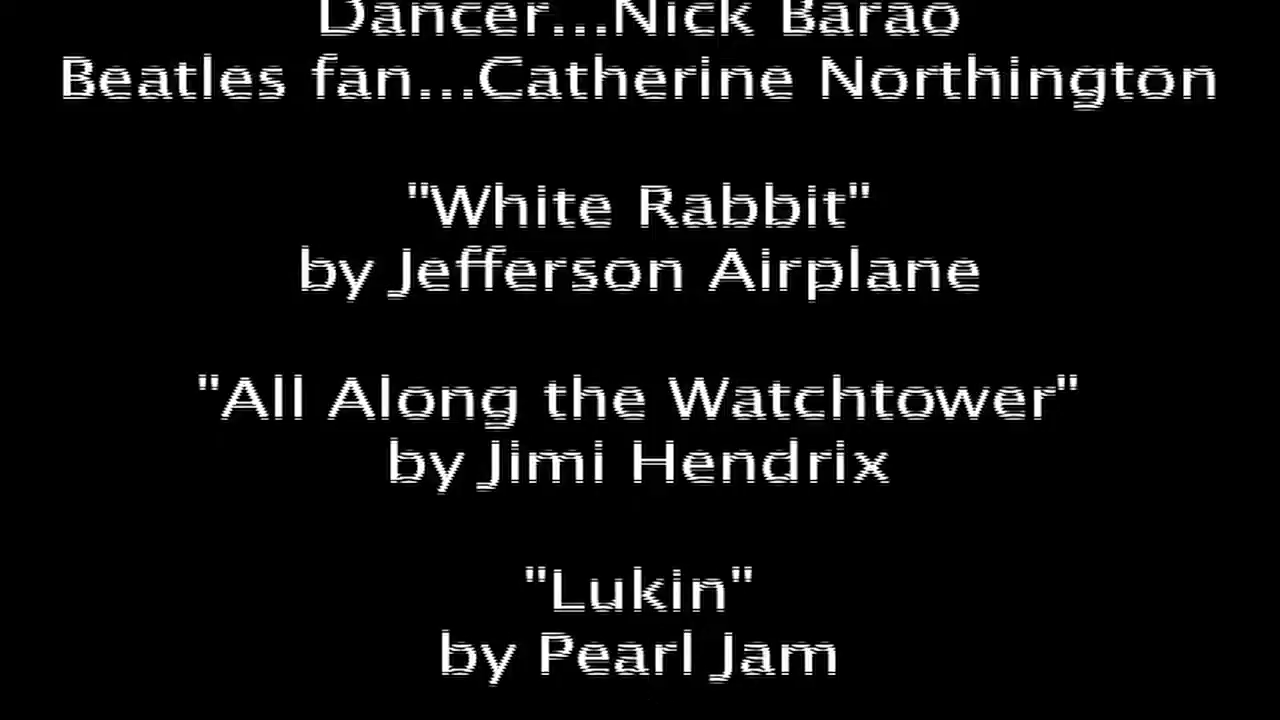 Dancer...Nick Barao
Beatles fan...Catherine Northington
"White Rabbit"
by Jefferson Airplane
"All Along the Watchtower"
by Jimi Hendrix
"Lukin"
by Pearl Jam